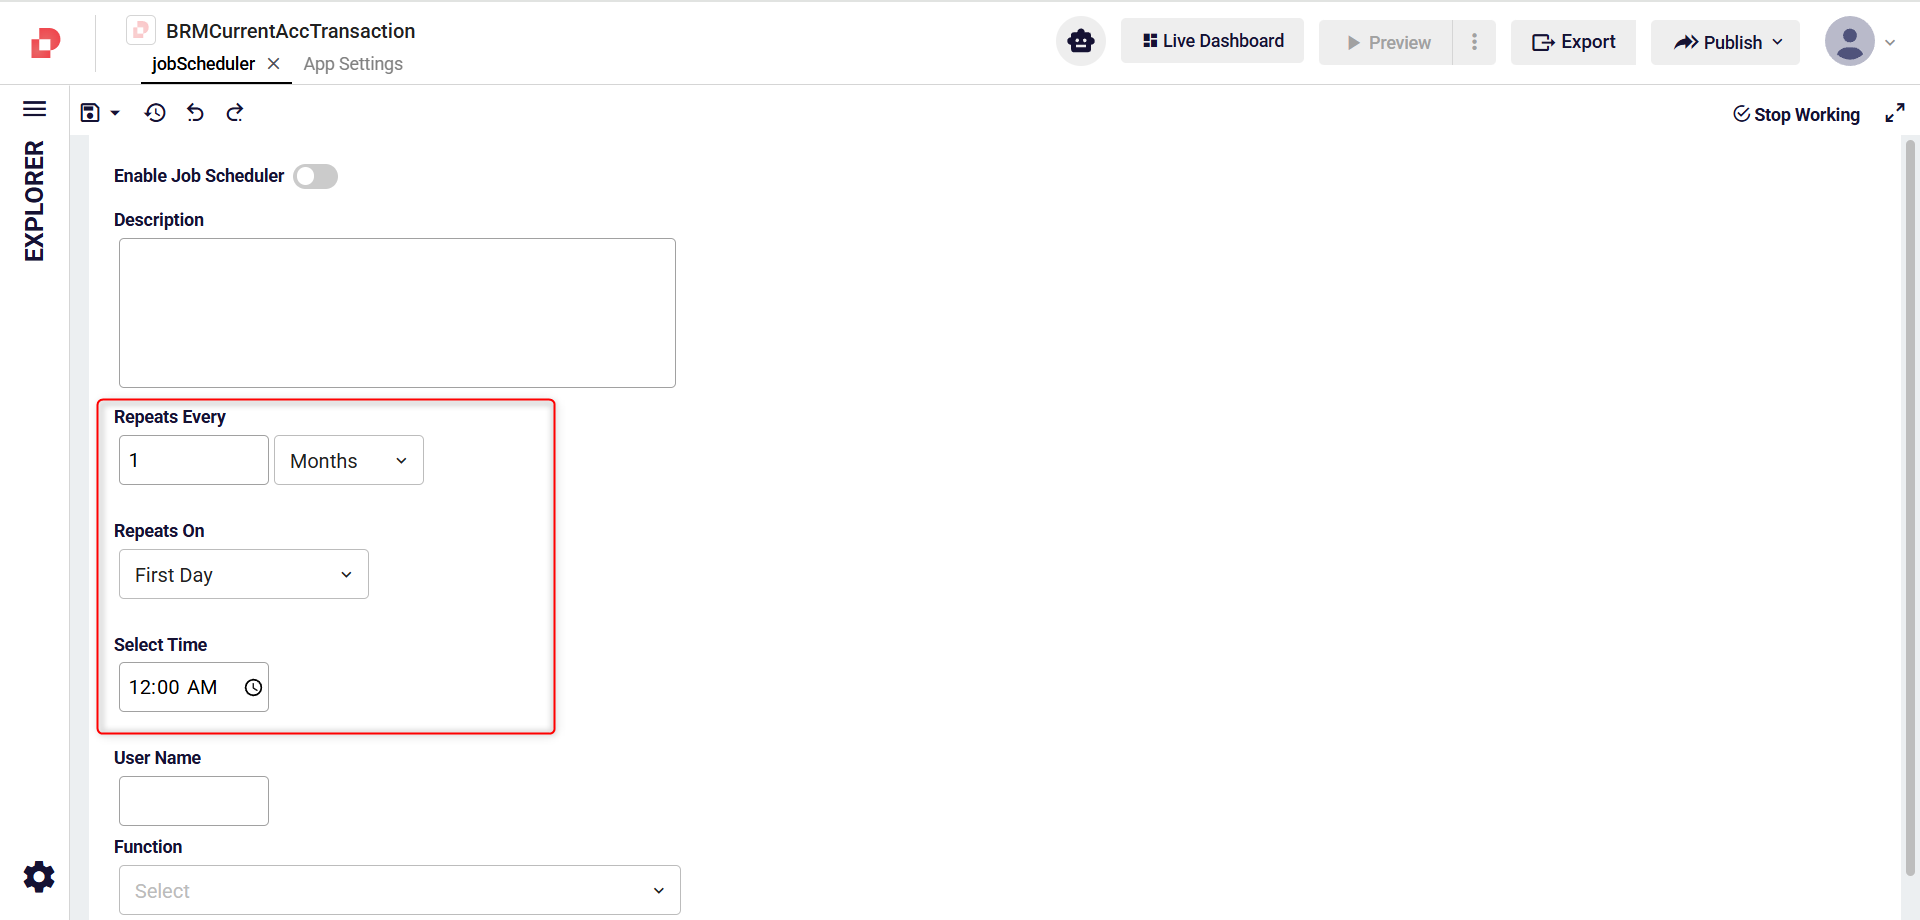 BRMCurrentAccTransaction
jobScheduler
App Settings
Live Dashboard
Preview
Export
Publish
Stop Working
EXPLORER
Enable Job Scheduler
Description
Repeats Every
1
Months
Repeats On
First Day
Select Time
12:00 AM
User Name
Function
Select